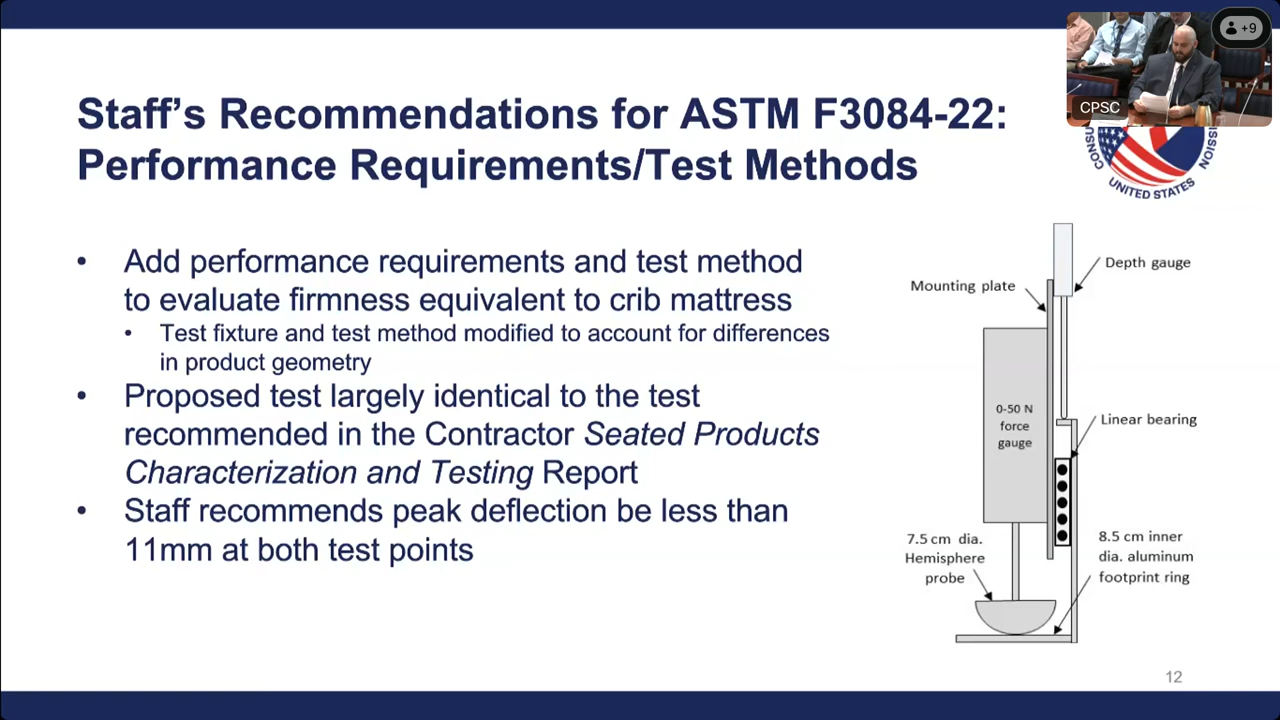 +9
CPSC
Staff’s Recommendations for ASTM F3084-22:
Performance Requirements/Test Methods
UNITED STATES
• Add performance requirements and test method
to evaluate firmness equivalent to crib mattress
• Test fixture and test method modified to account for differences
in product geometry
• Proposed test largely identical to the test
recommended in the Contractor Seated Products
Characterization and Testing Report
• Staff recommends peak deflection be less than
11mm at both test points
Depth gauge
Mounting plate
0-50 N
force
gauge
Linear bearing
7.5 cm dia.
Hemisphere
probe
8.5 cm inner
dia. aluminum
footprint ring
12